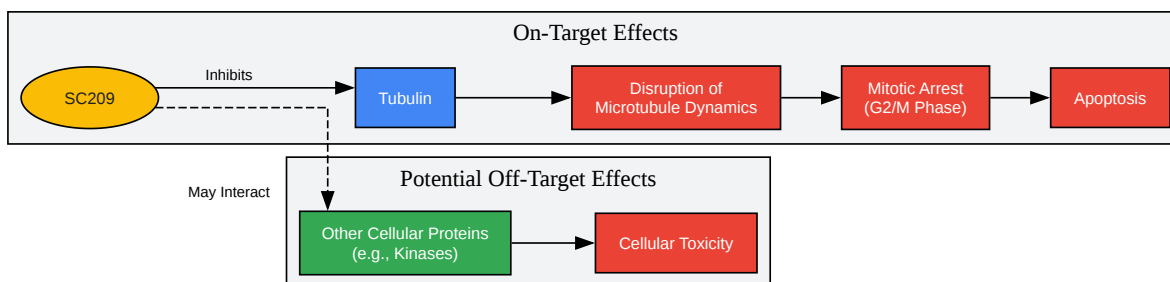 On-Target Effects
SC209
Inhibits
Tubulin
Disruption of
Microtubule Dynamics
Mitotic Arrest
(G2/M Phase)
Apoptosis
May Interact
Potential Off-Target Effects
Other Cellular Proteins
(e.g., Kinases)
Cellular Toxicity